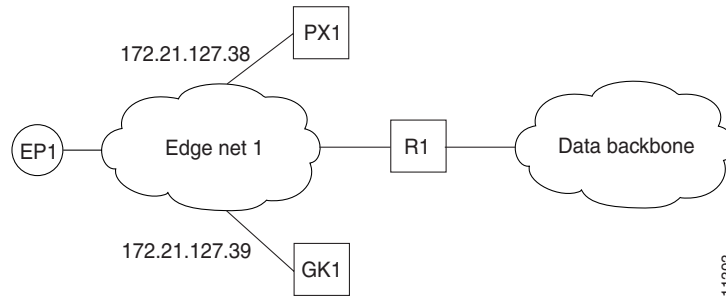 PX1
172.21.127.38
EP1
Edge net 1
R1
Data backbone
172.21.127.39
GK1